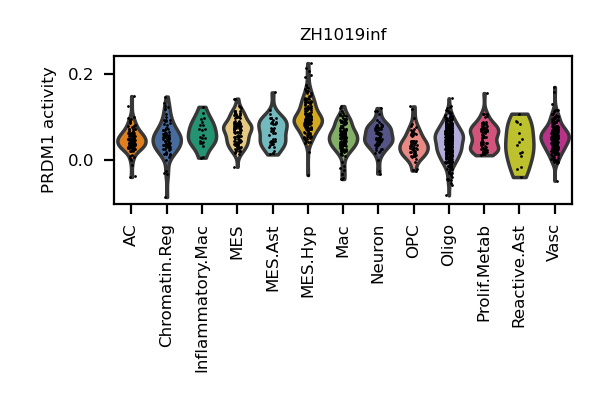 ZH1019inf
PRDM1 activity
0.2
0.0
AC
Chromatin.Reg
Inflammatory.Mac
MES
MES.Ast
MES.Hyp
Mac
Neuron
OPC
Oligo
Prolif.Metab
Reactive.Ast
Vasc